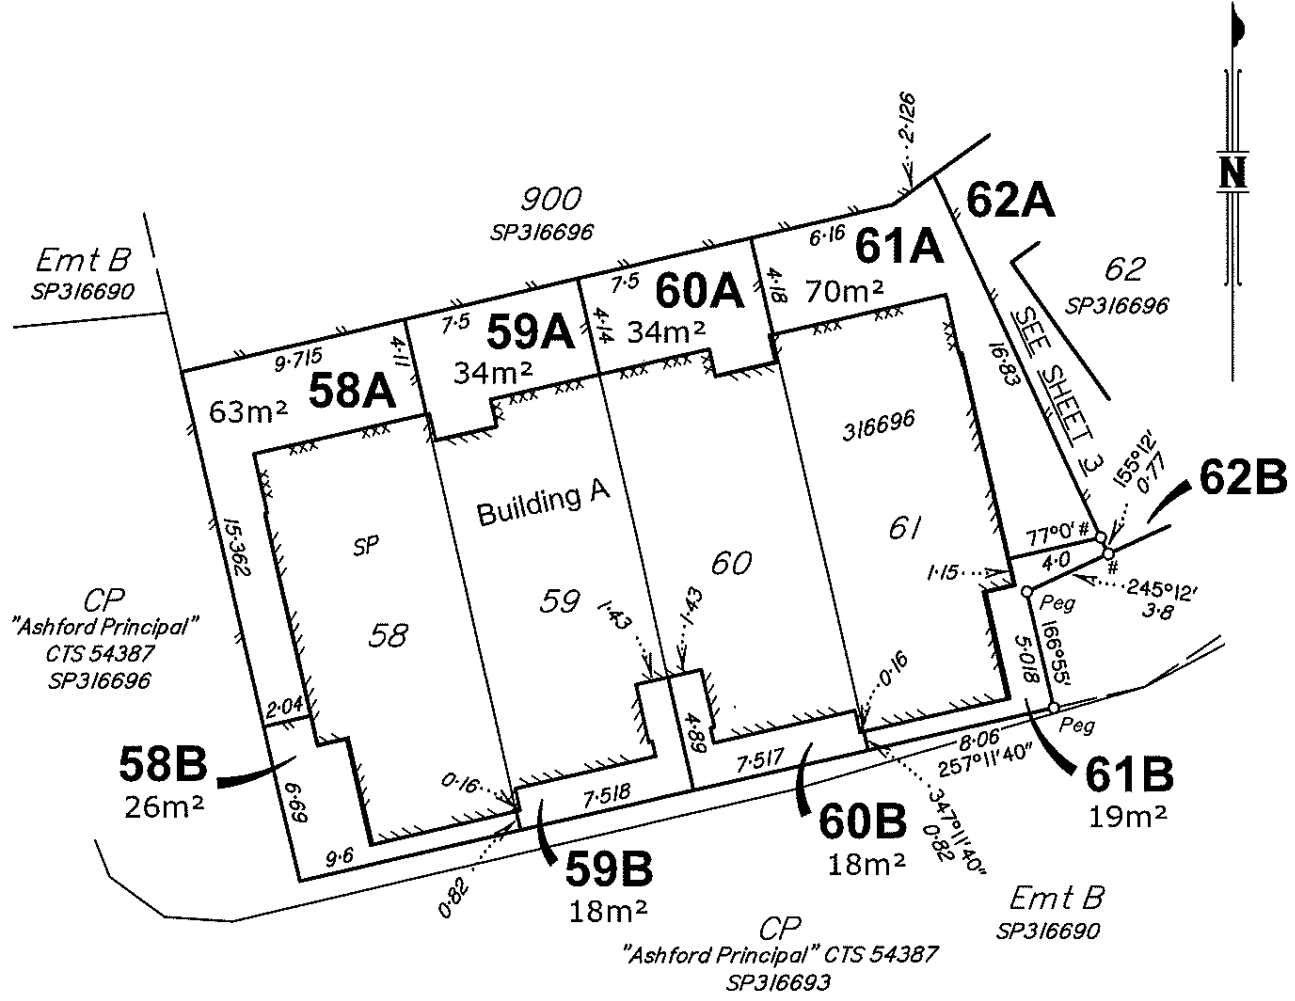 2·126
N
900
SP316696
62A
Emt B
SP316690
6·16
61A
62
SP316696
7·5
60A
4·18
70m²
7·5
59A
4·14
34m²
9·715
4·11
34m²
58A
63m²
16·83
SEE SHEET 3
316696
155°12'
0·77
62B
Building A
15·362
SP
61
77°0' #
4·0
#
1·15
60
245°12'
3·8
Peg
CP
"Ashford Principal"
CTS 54387
SP316696
59
1·43
1·43
58
166°55'
5·018
0·16
2·04
Peg
4·89
58B
26m²
8·06
257°11'40"
7·517
61B
19m²
0·16
7·518
6·69
60B
18m²
347°11'40"
0·82
9·6
59B
18m²
0·82
Emt B
SP316690
CP
"Ashford Principal" CTS 54387
SP316693